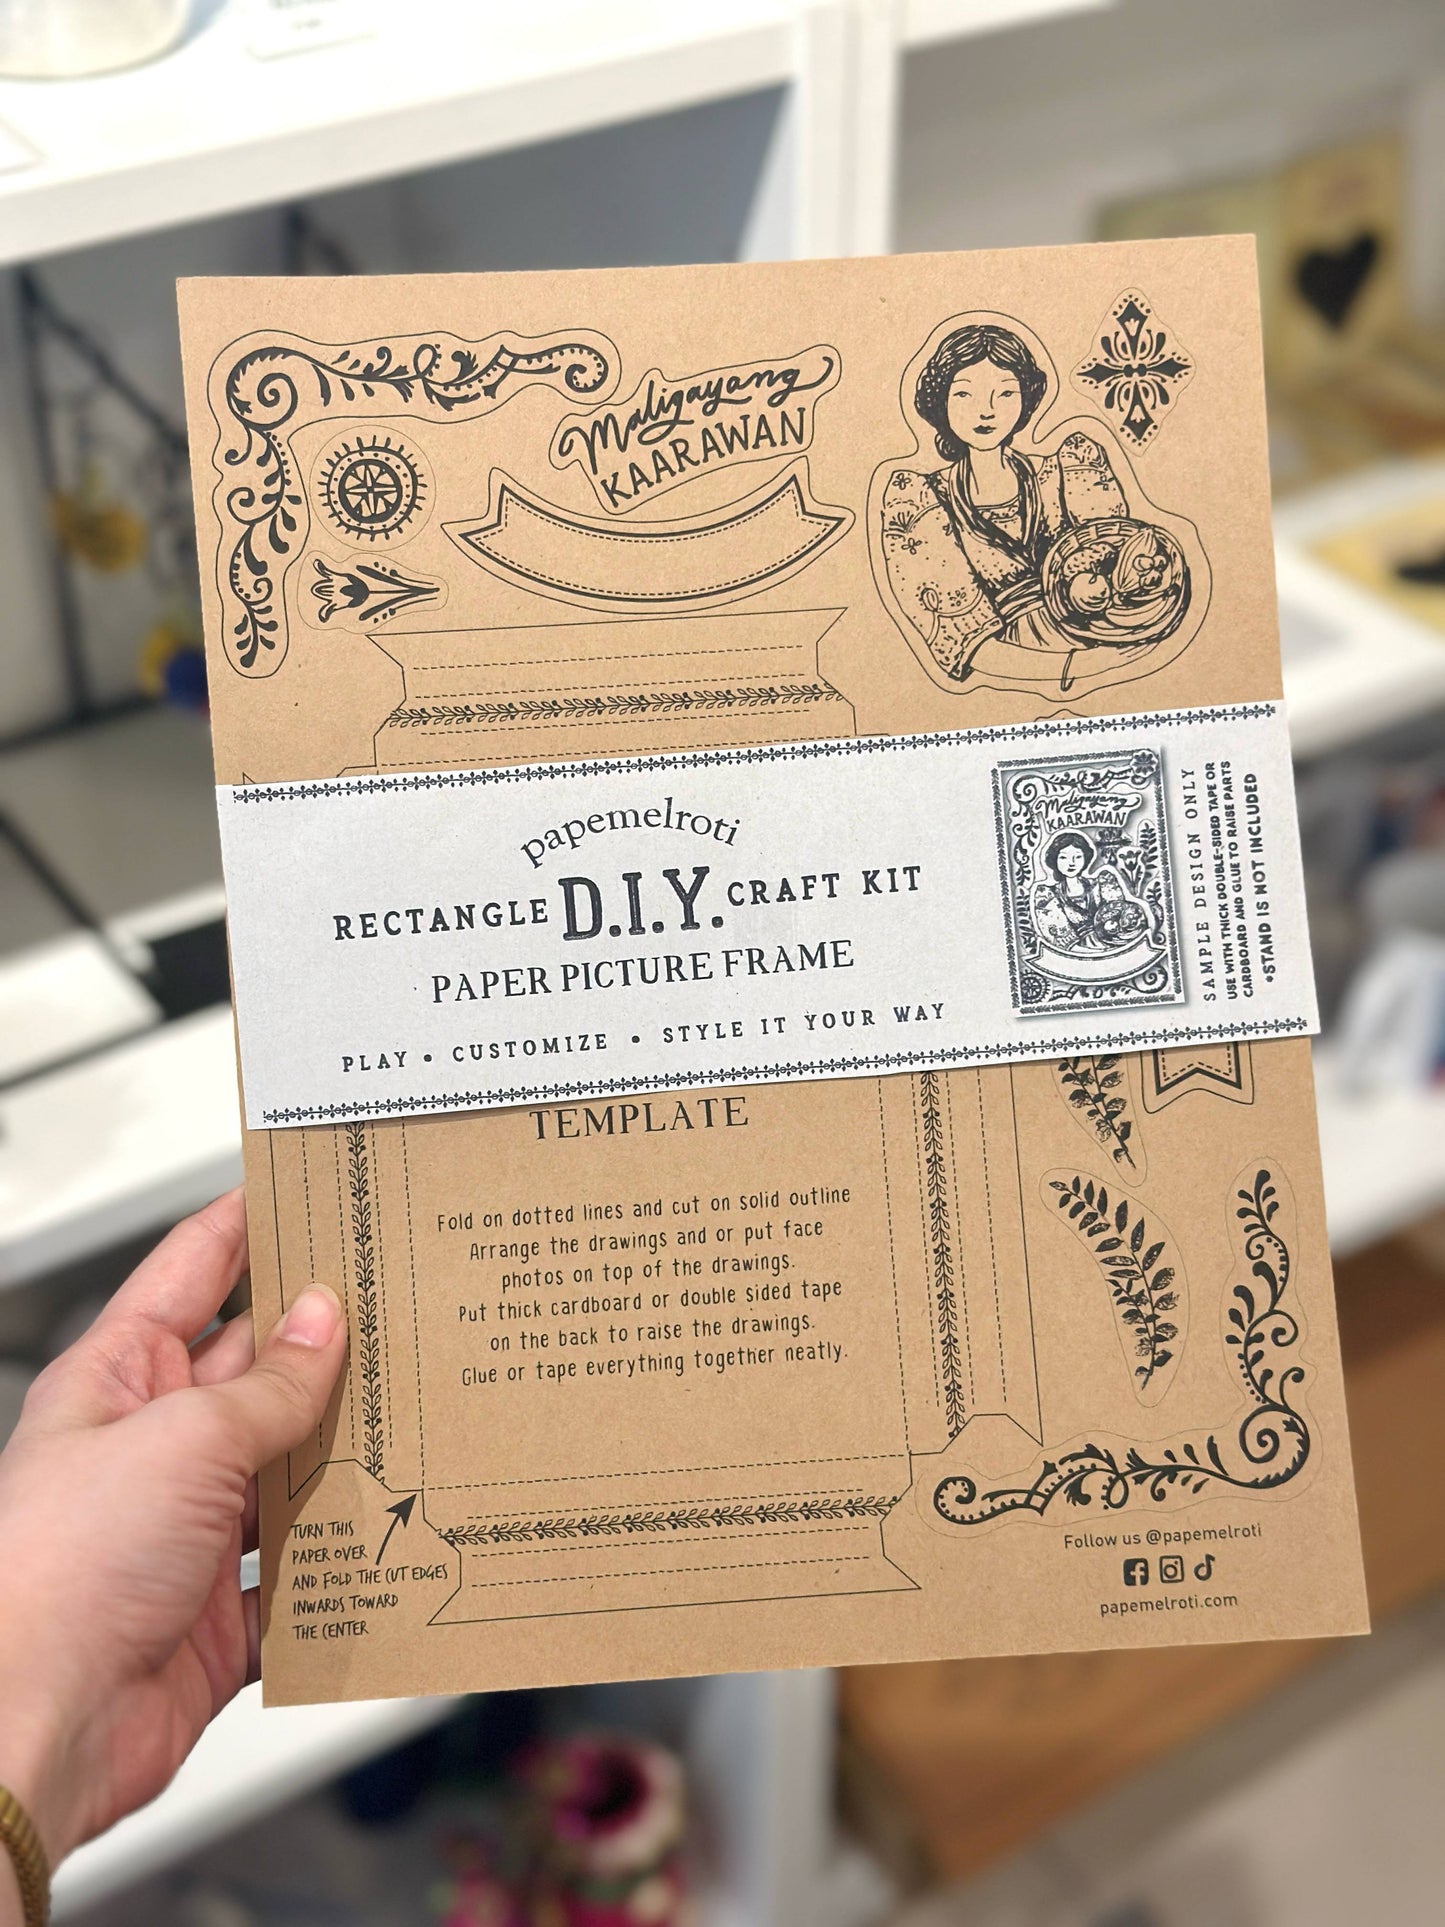 Maligayang
KAARAWAN
papemelroti
RECTANGLE D.I.Y. CRAFT KIT
PAPER PICTURE FRAME
PLAY • CUSTOMIZE • STYLE IT YOUR WAY
Maligayang
KAARAWAN
SAMPLE DESIGN ONLY
USE WITH THICK DOUBLE-SIDED TAPE OR
CARDBOARD AND GLUE TO RAISE PARTS
*STAND IS NOT INCLUDED
TEMPLATE
Fold on dotted lines and cut on solid outline
Arrange the drawings and or put face
photos on top of the drawings.
Put thick cardboard or double sided tape
on the back to raise the drawings.
Glue or tape everything together neatly.
TURN THIS
PAPER OVER
AND FOLD THE CUT EDGES
INWARDS TOWARD
THE CENTER
Follow us @papemelroti
papemelroti.com